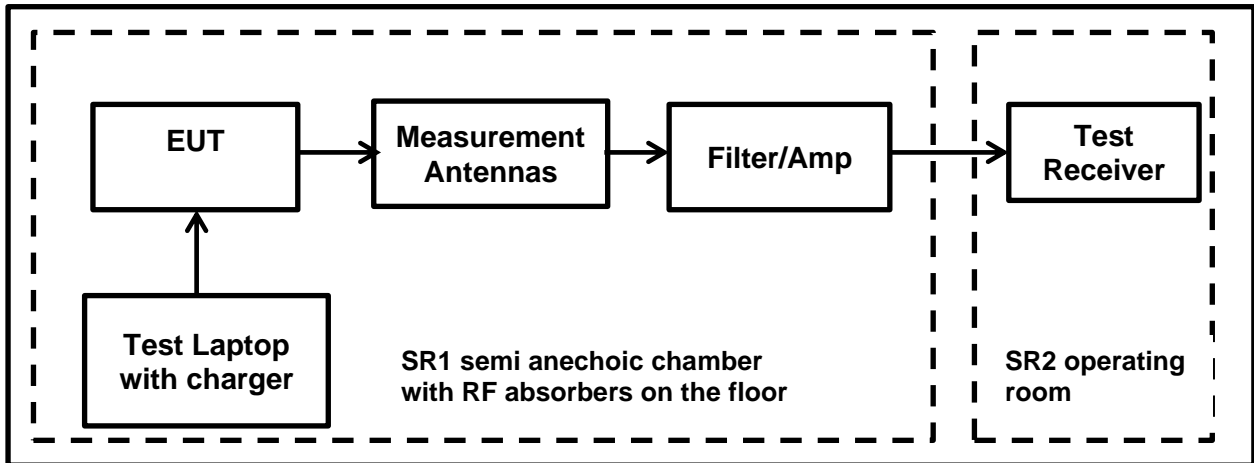 EUT
Measurement
Antennas
Filter/Amp
Test
Receiver
Test Laptop
with charger
SR1 semi anechoic chamber
with RF absorbers on the floor
SR2 operating
room